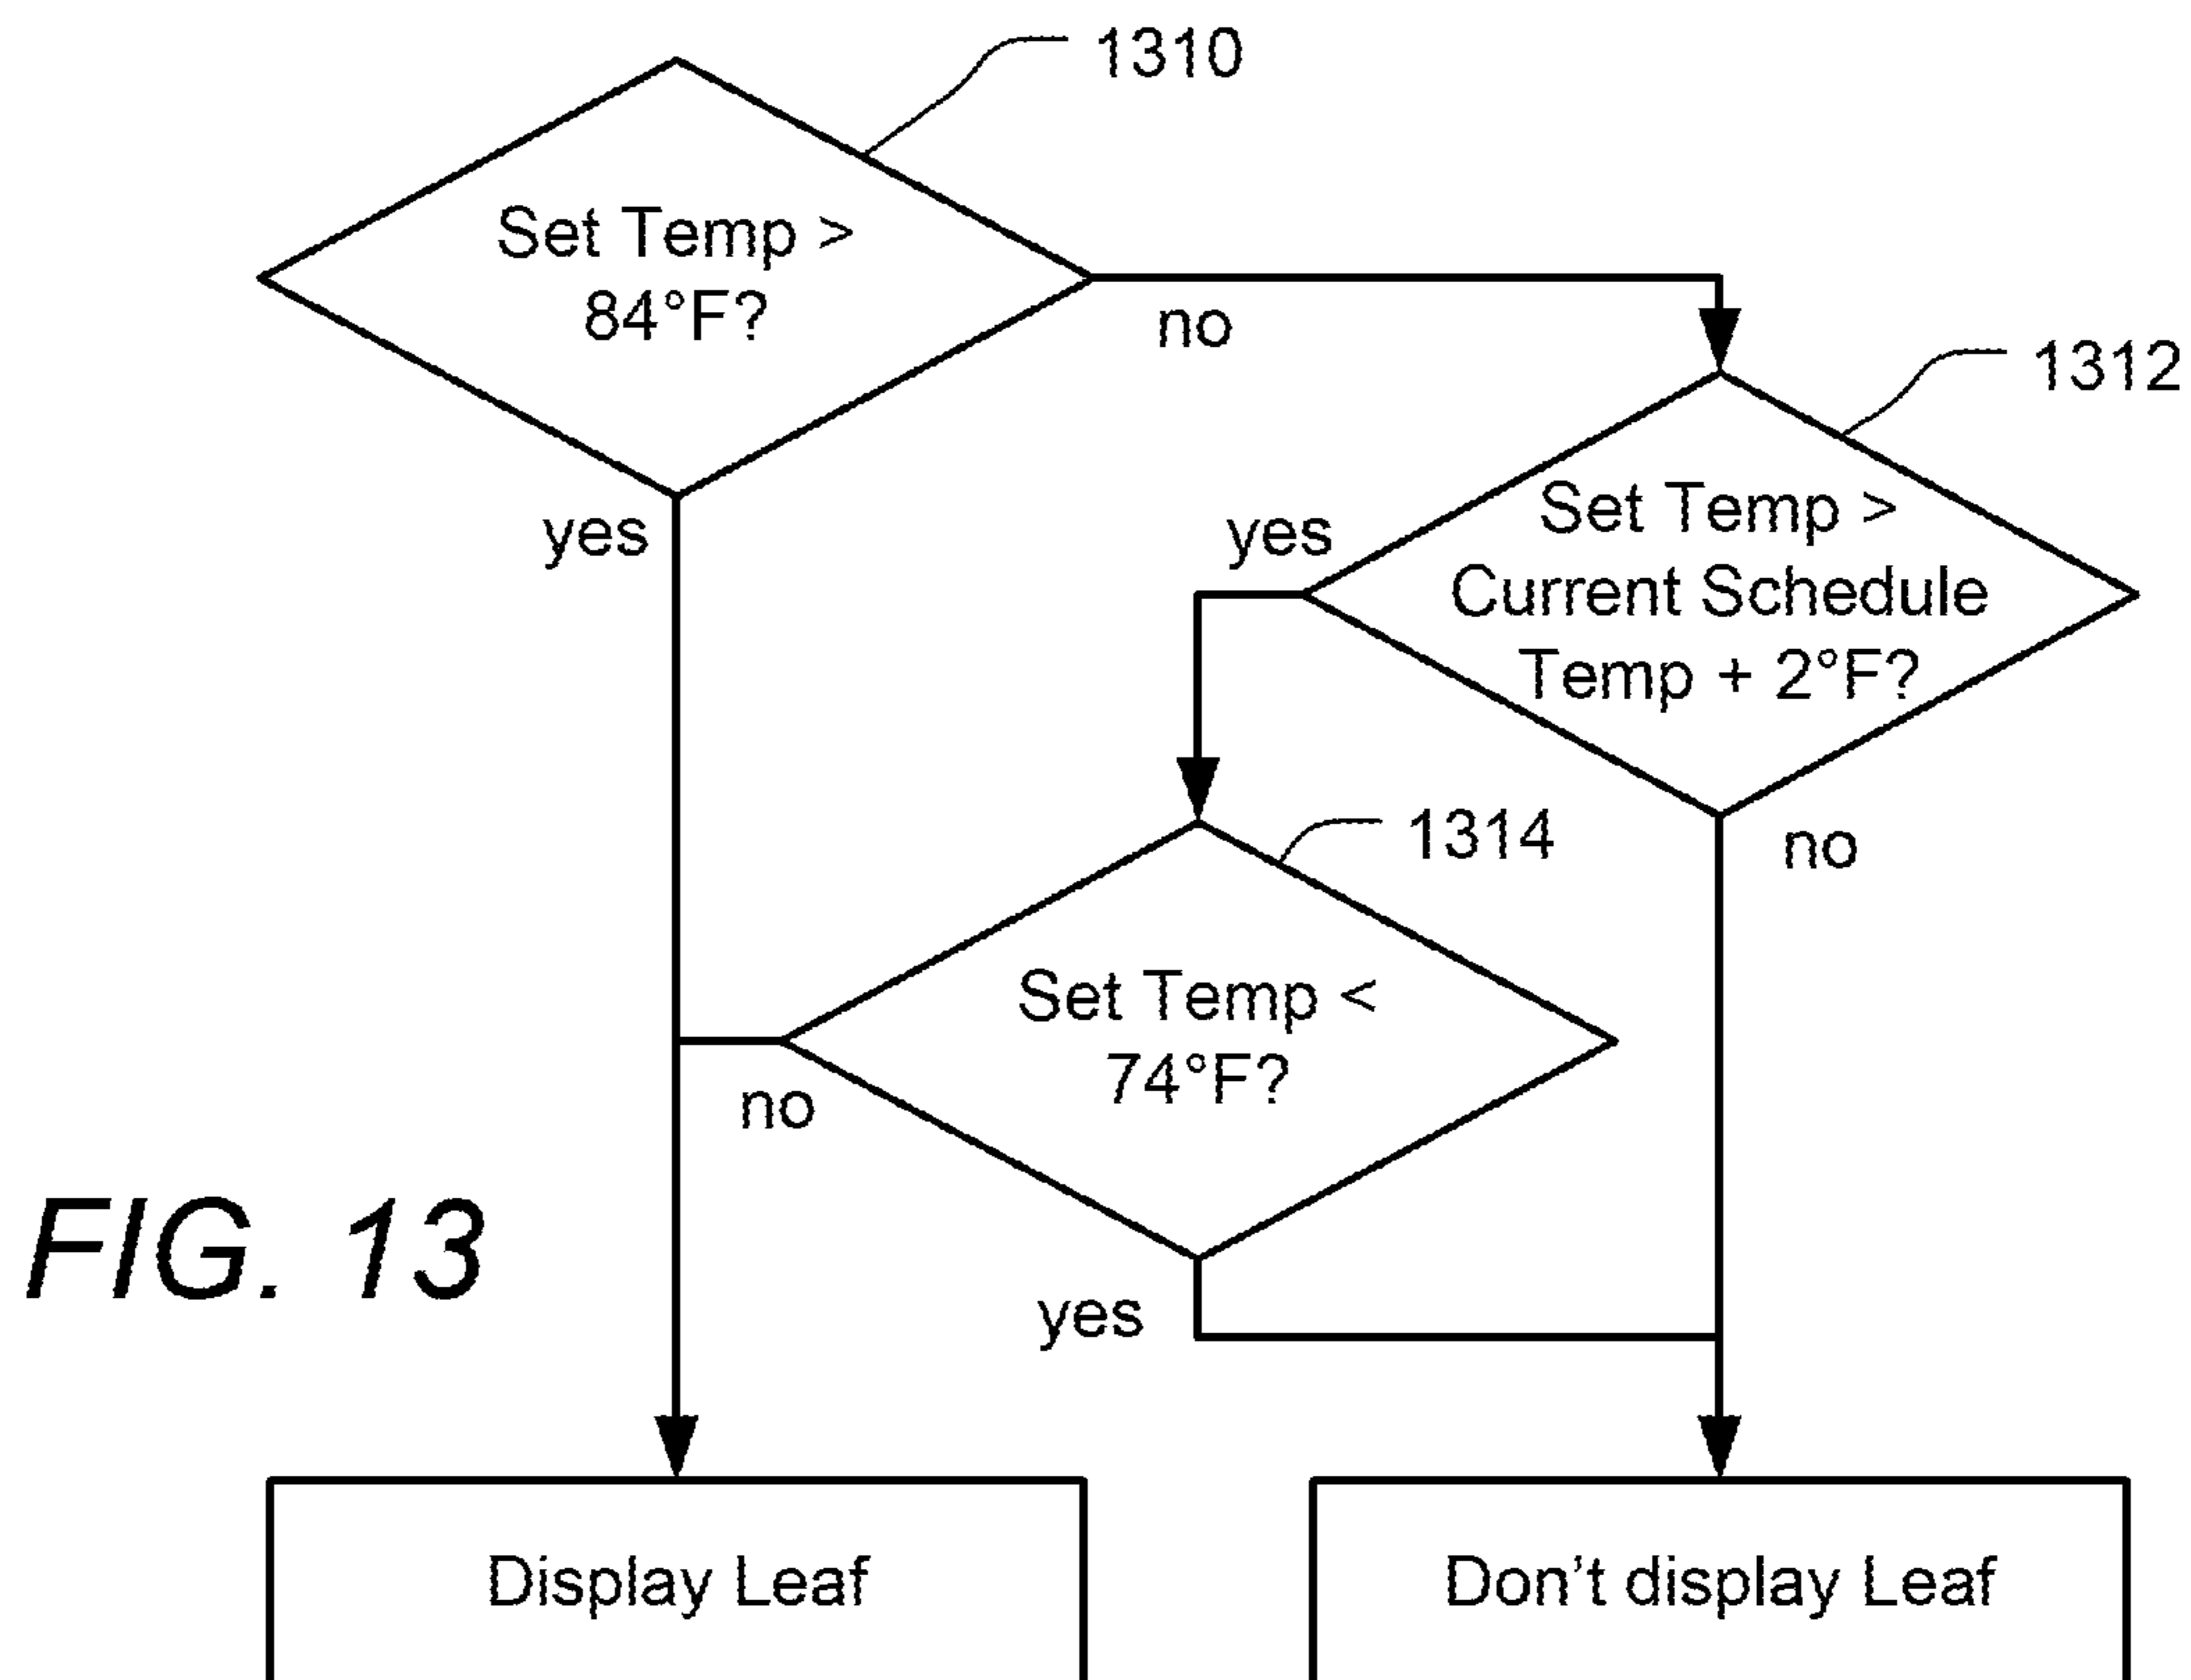 1310
Set Temp >
84°F?
no
1312
yes
Set Temp >
Current Schedule
Temp + 2°F?
yes
1314
no
Set Temp <
74°F?
no
FIG. 13
yes
Display Leaf
Don't display Leaf